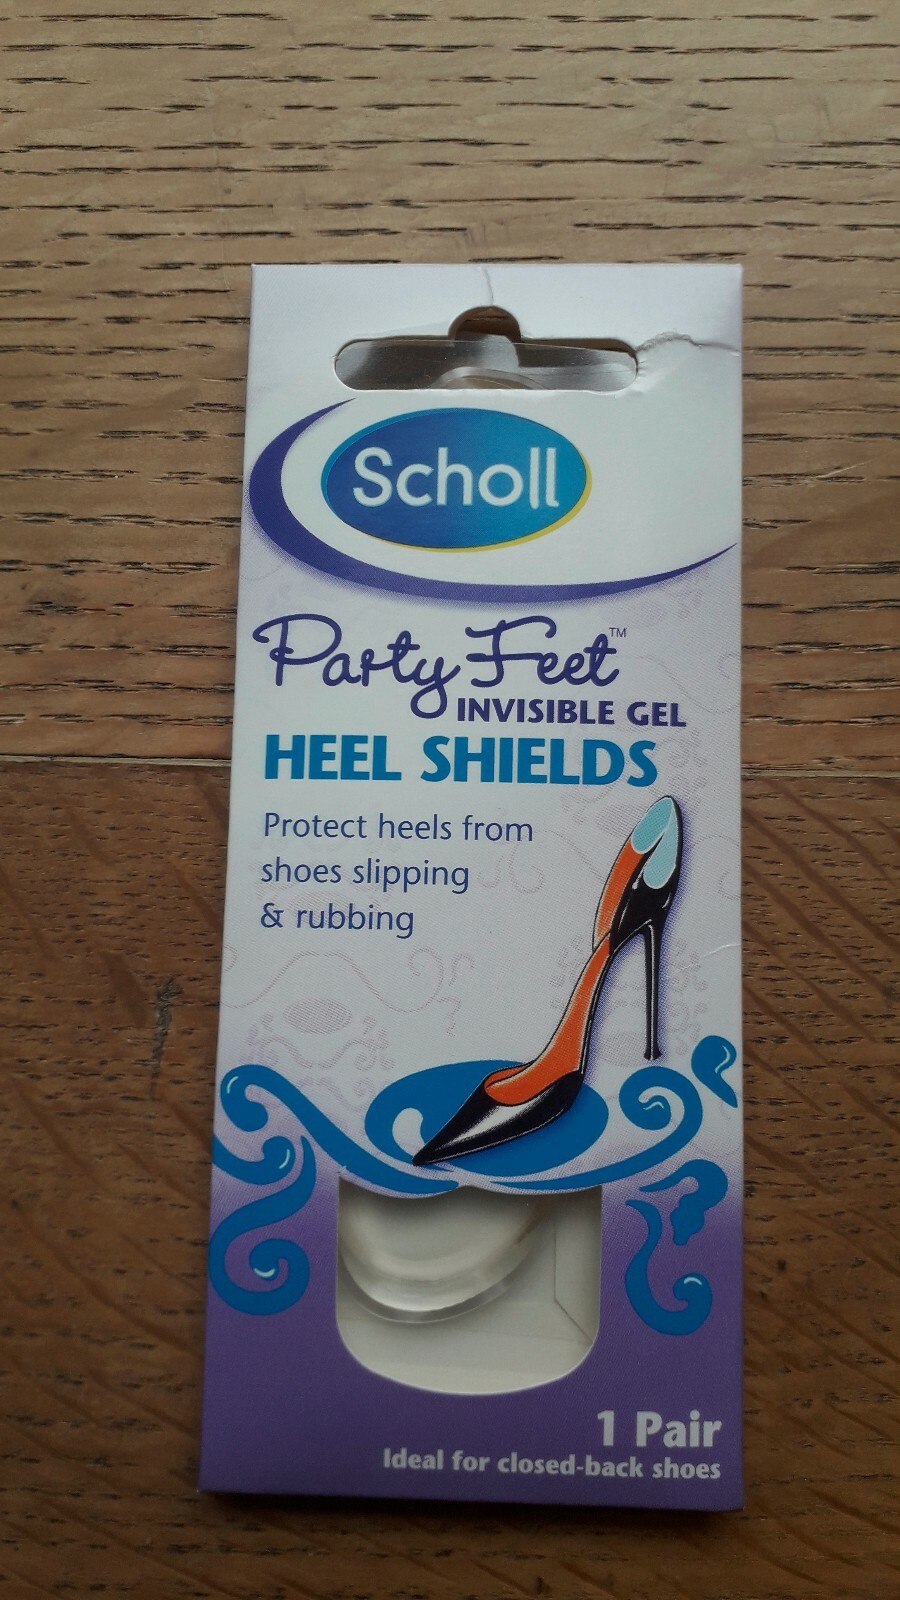 Scholl
Party Feet™
INVISIBLE GEL
HEEL SHIELDS
Protect heels from
shoes slipping
& rubbing
1 Pair
Ideal for closed-back shoes